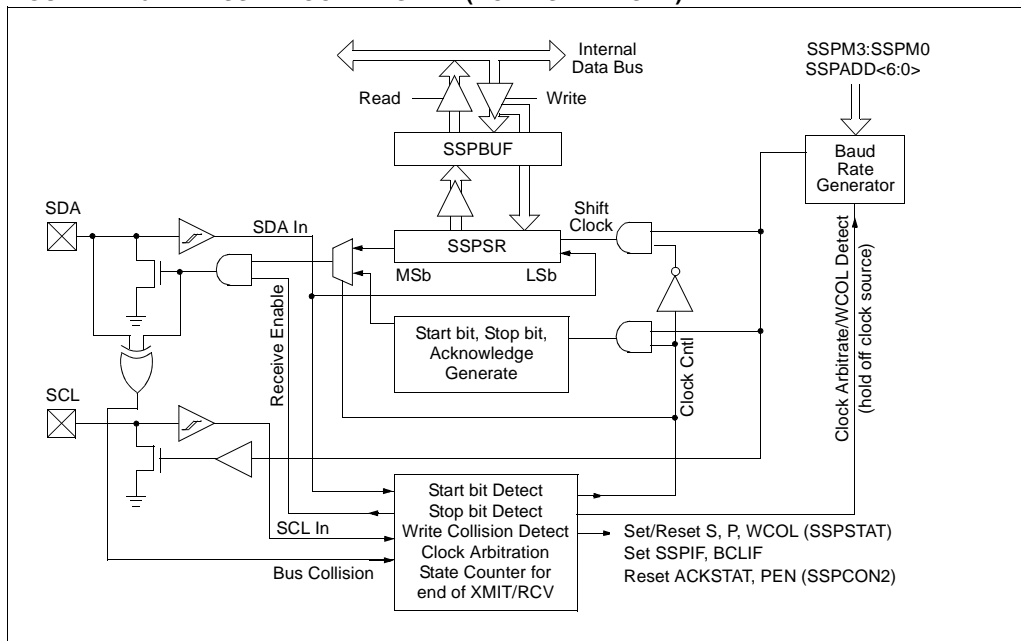 Internal
Data Bus
SSPM3:SSPM0
SSPADD<6:0>
Read
Write
SSPBUF
Baud
Rate
Generator
SDA
SDA In
Shift
Clock
SSPSR
MSb
LSb
Receive Enable
Start bit, Stop bit,
Acknowledge
Generate
Clock Cntl
Clock Arbitrate/WCOL Detect
(hold off clock source)
SCL
SCL In
Bus Collision
Start bit Detect
Stop bit Detect
Write Collision Detect
Clock Arbitration
State Counter for
end of XMIT/RCV
Set/Reset S, P, WCOL (SSPSTAT)
Set SSPIF, BCLIF
Reset ACKSTAT, PEN (SSPCON2)